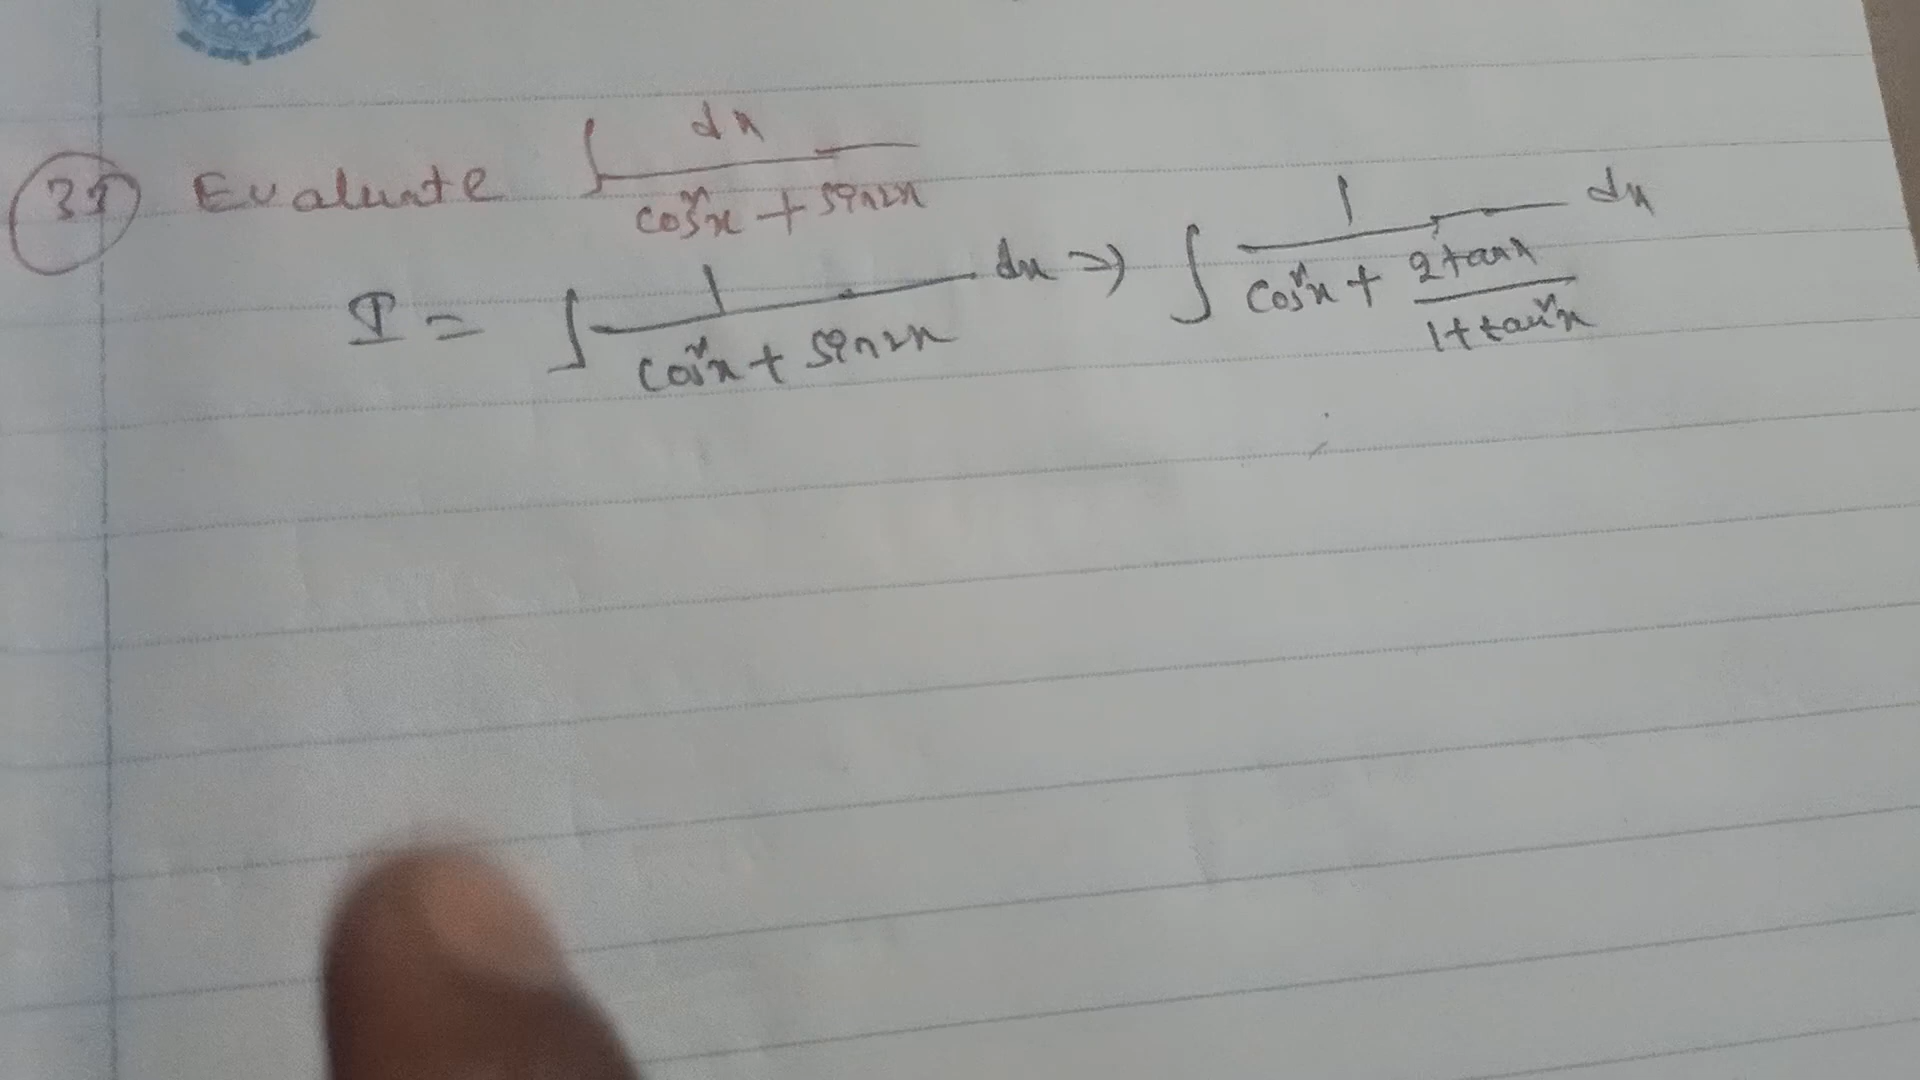 31 Evaluate ∫ dx / (cos²x + sin2x)
I = ∫ 1 / (cos²x + sin2x) dx ⇒ ∫ 1 / (cos²x + 2tanx / (1+tan²x)) dx